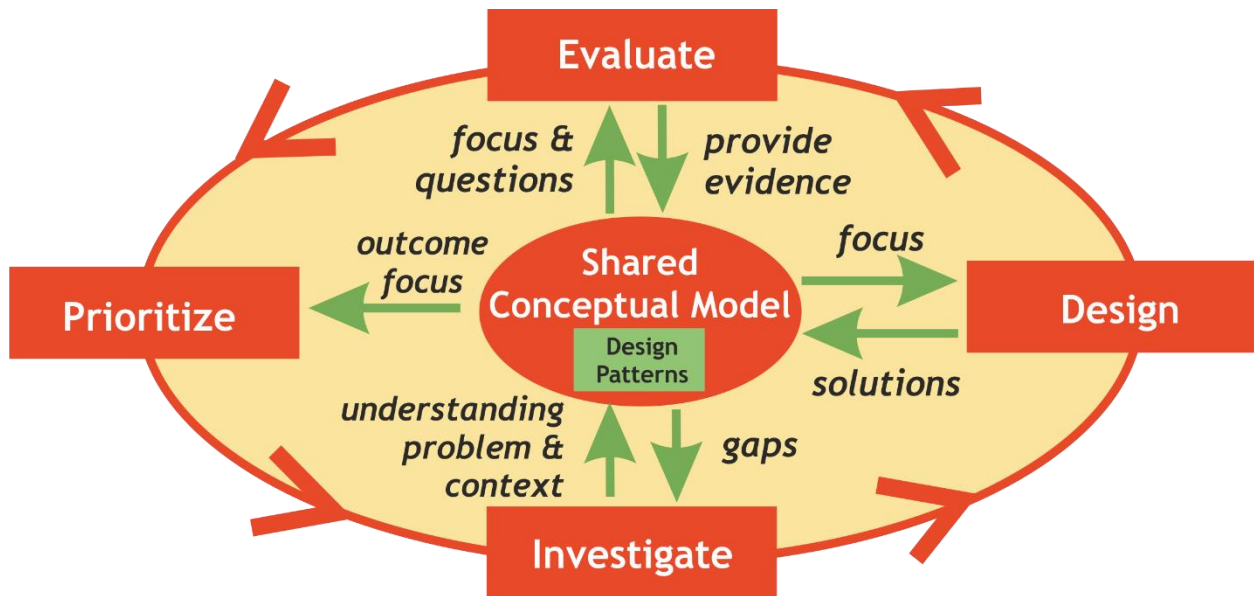 Evaluate
focus &
questions
provide
evidence
outcome
focus
Shared
Conceptual Model
Design
Patterns
focus
Prioritize
Design
solutions
understanding
problem &
context
gaps
Investigate